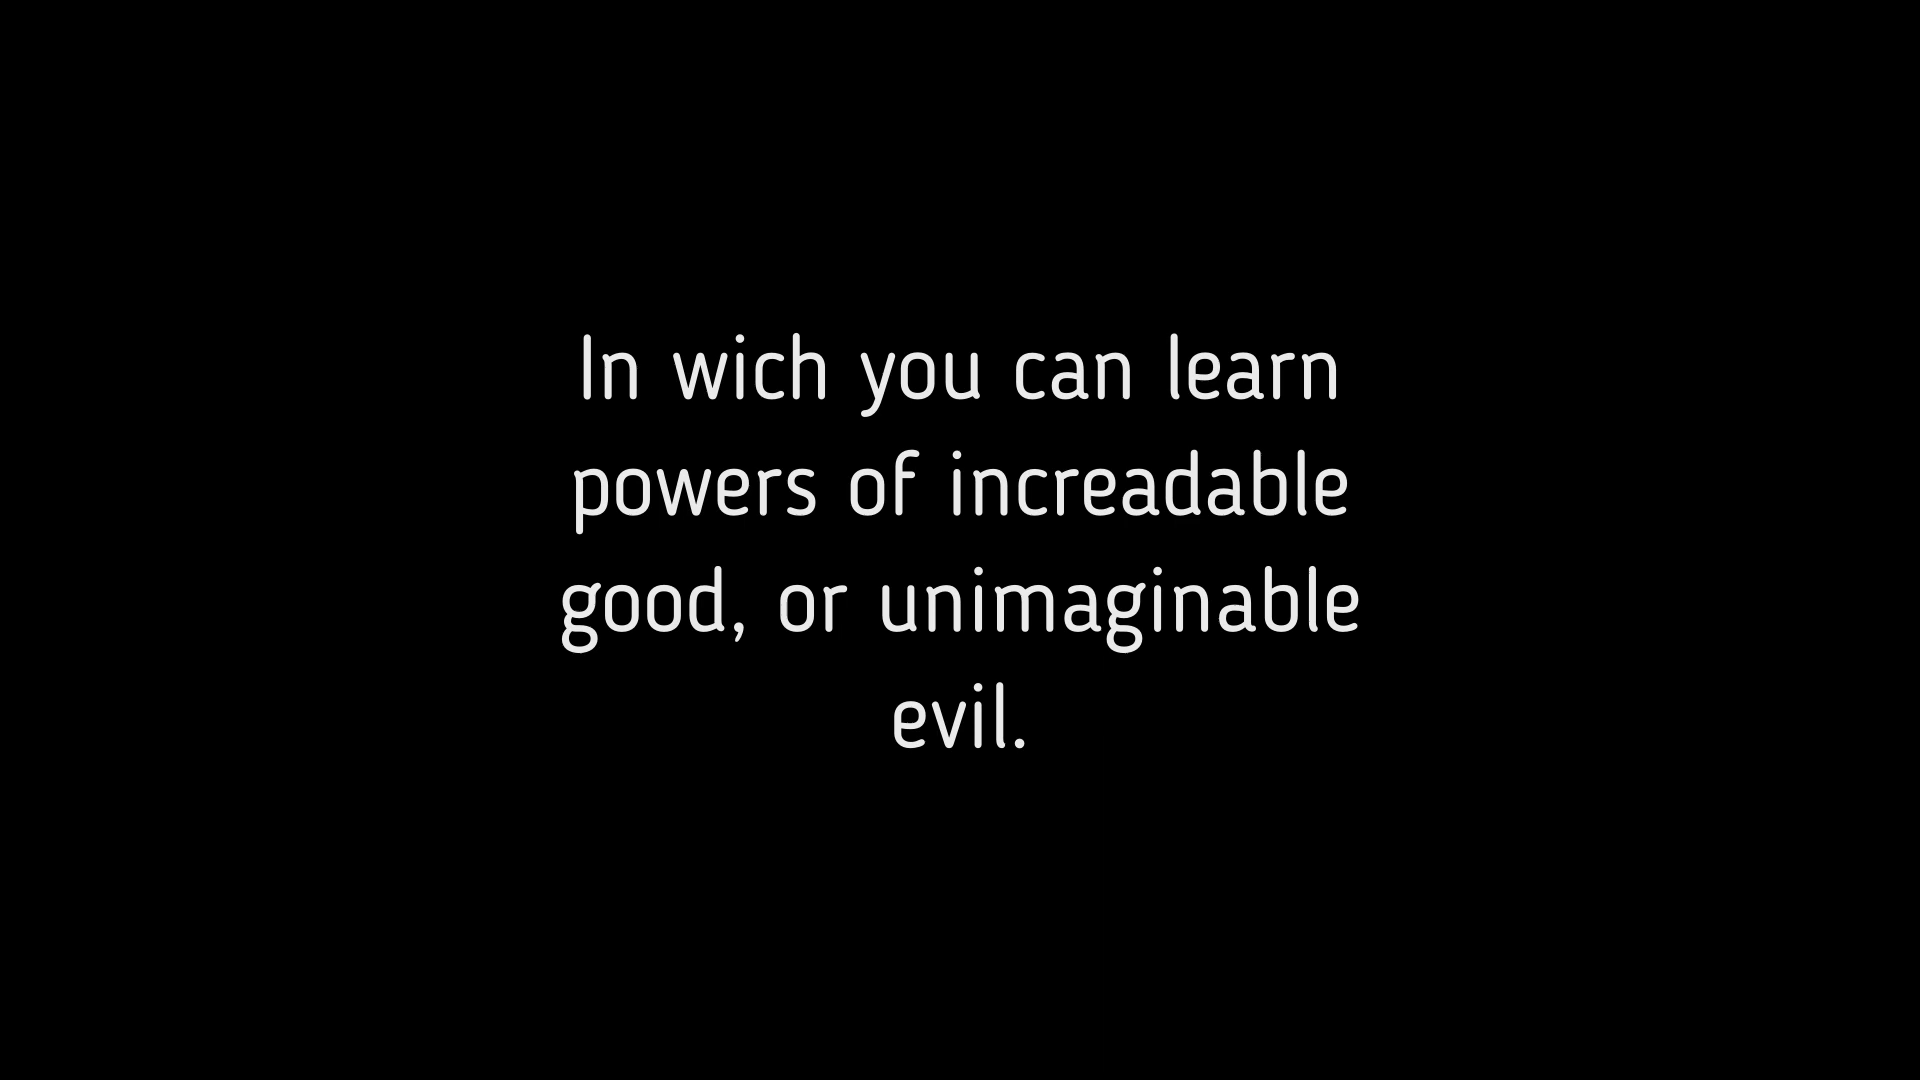 In wich you can learn
powers of increadable
good, or unimaginable
evil.